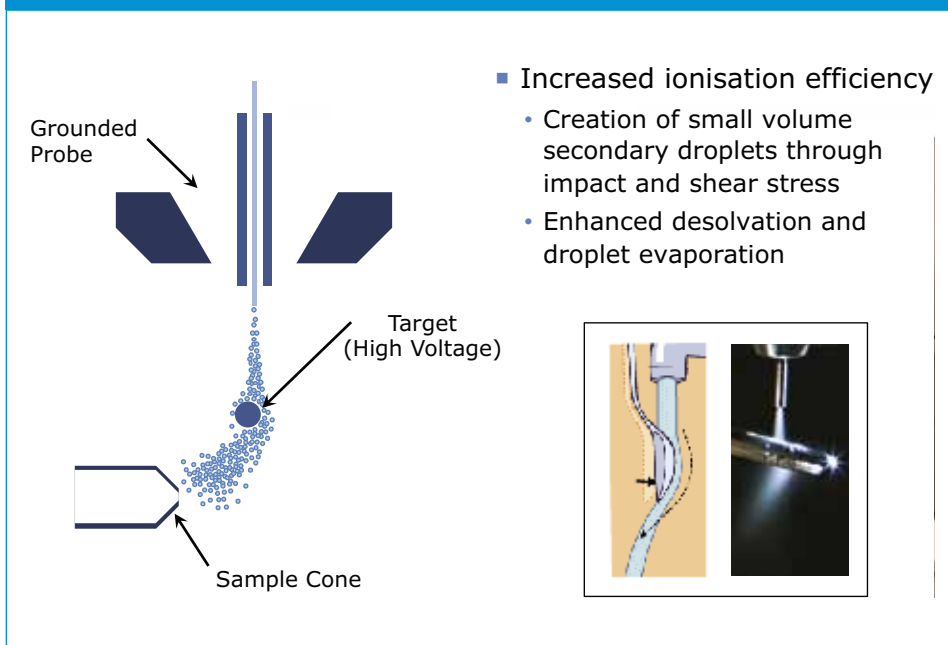 Grounded
Probe
Target
(High Voltage)
Sample Cone
■ Increased ionisation efficiency
• Creation of small volume
secondary droplets through
impact and shear stress
• Enhanced desolvation and
droplet evaporation